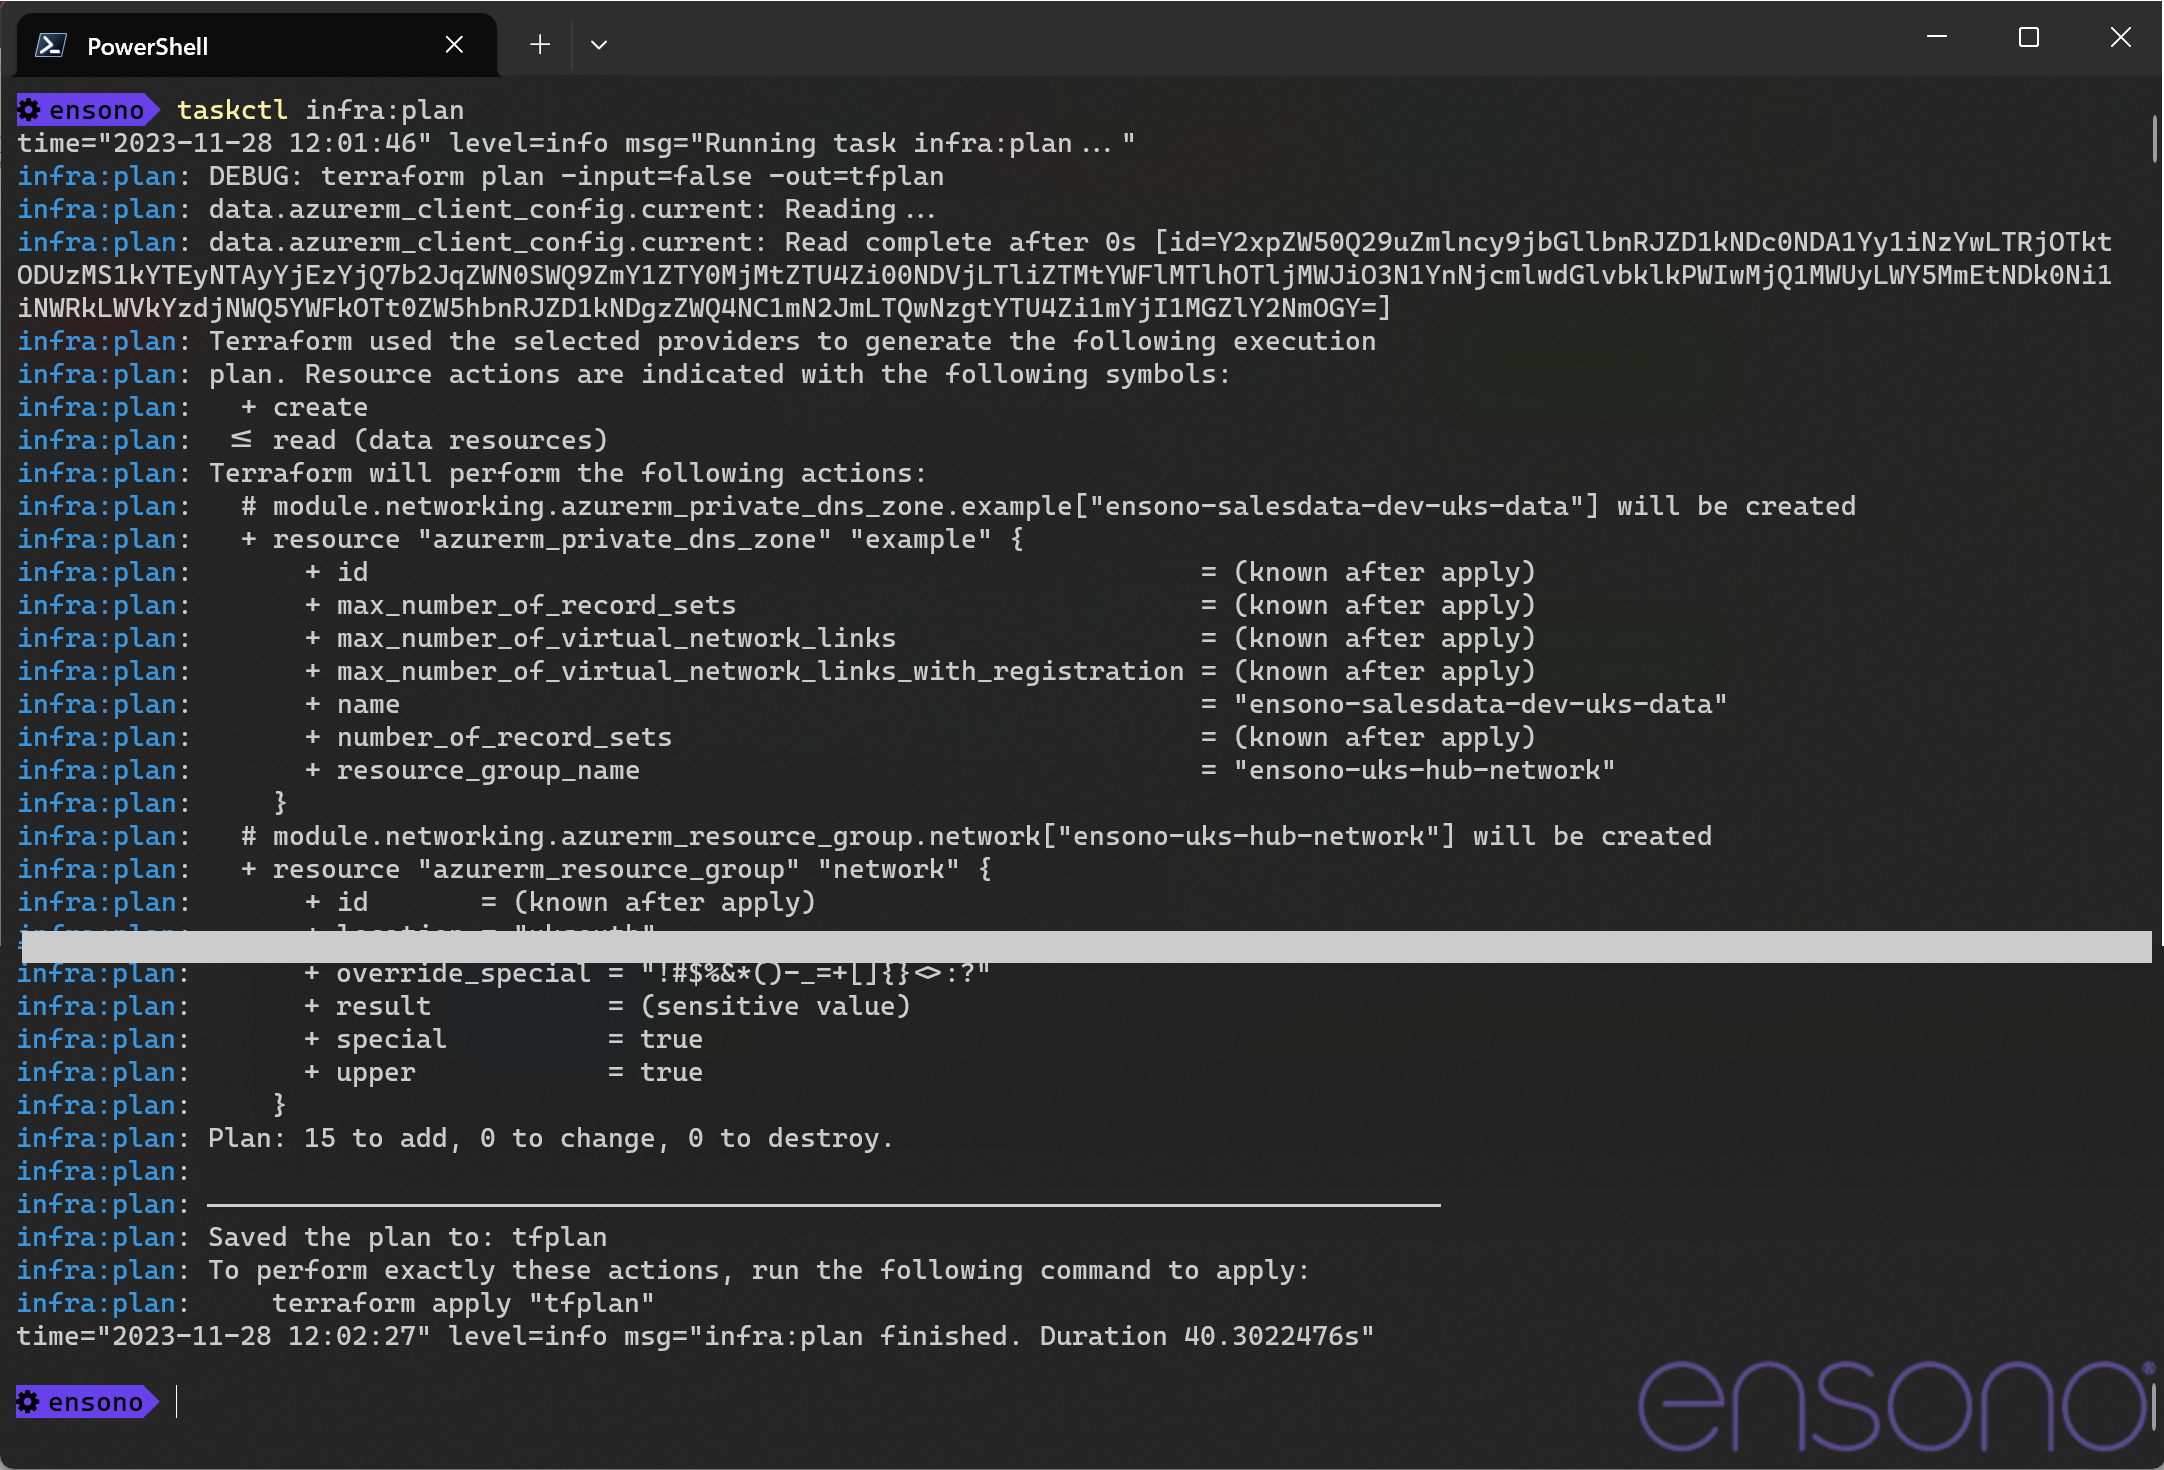 PowerShell
ensono taskctl infra:plan
time="2023-11-28 12:01:46" level=info msg="Running task infra:plan..."
infra:plan: DEBUG: terraform plan -input=false -out=tfplan
infra:plan: data.azurerm_client_config.current: Reading...
infra:plan: data.azurerm_client_config.current: Read complete after 0s [id=Y2xpZW50Q29uZmlncy9jbGllbnRJZD1kNDc0NDA1Yy1iNzYwLTRjOTkt
ODUzMS1kYTEyNTAyYjEzYjQ7b2JqZWN0SWQ9ZmY1ZTY0MjMtZTU4Zi00NDVjLTliZTMtYWFlMTlhOTljMWJiO3N1YnNjcmlwdGlvbklkPWIwMjQ1MWUyLWY5MmEtNDk0Ni1
iNWRkLWVkYzdjNWQ5YWFkOTt0ZW5hbnRJZD1kNDgzZWQ4NC1mN2JmLTQwNzgtYTU4Zi1mYjI1MGZlY2NmOGY=]
infra:plan: Terraform used the selected providers to generate the following execution
infra:plan: plan. Resource actions are indicated with the following symbols:
infra:plan:   + create
infra:plan:  <= read (data resources)
infra:plan: Terraform will perform the following actions:
infra:plan:   # module.networking.azurerm_private_dns_zone.example["ensono-salesdata-dev-uks-data"] will be created
infra:plan:   + resource "azurerm_private_dns_zone" "example" {
infra:plan:       + id                                                    = (known after apply)
infra:plan:       + max_number_of_record_sets                             = (known after apply)
infra:plan:       + max_number_of_virtual_network_links                   = (known after apply)
infra:plan:       + max_number_of_virtual_network_links_with_registration = (known after apply)
infra:plan:       + name                                                  = "ensono-salesdata-dev-uks-data"
infra:plan:       + number_of_record_sets                                 = (known after apply)
infra:plan:       + resource_group_name                                   = "ensono-uks-hub-network"
infra:plan:     }
infra:plan:   # module.networking.azurerm_resource_group.network["ensono-uks-hub-network"] will be created
infra:plan:   + resource "azurerm_resource_group" "network" {
infra:plan:       + id       = (known after apply)
infra:plan:       + location = "uksouth"
infra:plan:       + override_special = "!#$%&*()-_=+[]{}<>:?"
infra:plan:       + result           = (sensitive value)
infra:plan:       + special          = true
infra:plan:       + upper            = true
infra:plan:     }
infra:plan: Plan: 15 to add, 0 to change, 0 to destroy.
infra:plan:
infra:plan:
infra:plan: Saved the plan to: tfplan
infra:plan: To perform exactly these actions, run the following command to apply:
infra:plan:     terraform apply "tfplan"
time="2023-11-28 12:02:27" level=info msg="infra:plan finished. Duration 40.3022476s"
ensono
ensono